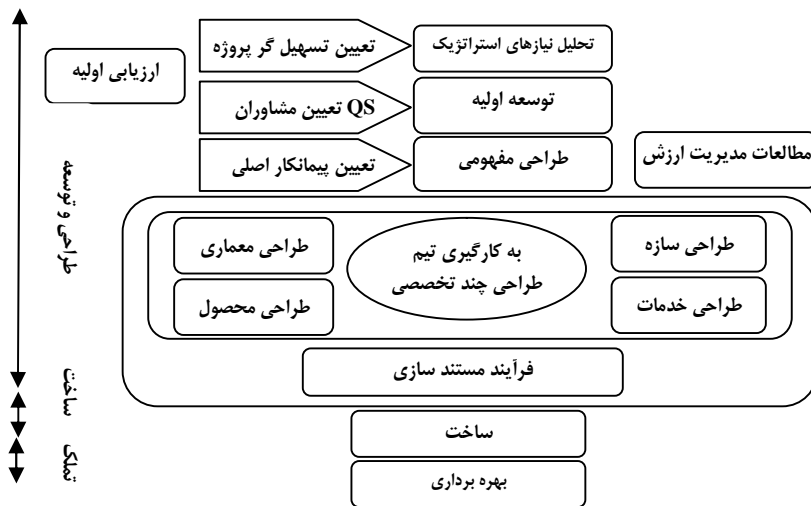 تحلیل نیازهای استراتژیک
تعیین تسهیل گر پروژه
ارزیابی اولیه
توسعه اولیه
QS تعیین مشاوران
مطالعات مدیریت ارزش
طراحی مفهومی
تعیین پیمانکار اصلی
طراحی سازه
به کارگیری تیم
طراحی چند تخصصی
طراحی معماری
طراحی خدمات
طراحی محصول
فرآیند مستند سازی
ساخت
بهره برداری
طراحی و توسعه
ساخت
تملک